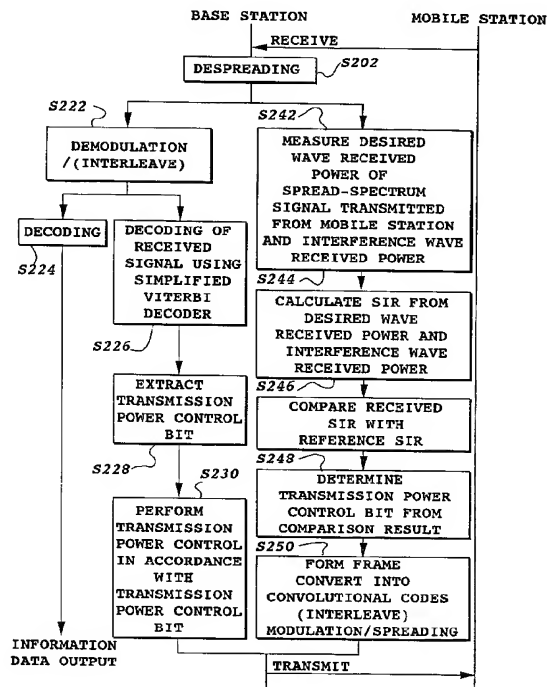 BASE STATION
MOBILE STATION
RECEIVE
DESPREADING
S202
S222
DEMODULATION
/(INTERLEAVE)
DECODING
S224
DECODING OF
RECEIVED
SIGNAL USING
SIMPLIFIED
VITERBI
DECODER
S226
EXTRACT
TRANSMISSION
POWER CONTROL
BIT
S228
S230
PERFORM
TRANSMISSION
POWER CONTROL
IN ACCORDANCE
WITH
TRANSMISSION
POWER CONTROL
BIT
INFORMATION
DATA OUTPUT
S242
MEASURE DESIRED
WAVE RECEIVED
POWER OF
SPREAD-SPECTRUM
SIGNAL TRANSMITTED
FROM MOBILE STATION
AND INTERFERENCE WAVE
RECEIVED POWER
S244
CALCULATE SIR FROM
DESIRED WAVE
RECEIVED POWER AND
INTERFERENCE WAVE
RECEIVED POWER
S246
COMPARE RECEIVED
SIR WITH
REFERENCE SIR
S248
DETERMINE
TRANSMISSION POWER
CONTROL BIT FROM
COMPARISON RESULT
S250
FORM FRAME
CONVERT INTO
CONVOLUTIONAL CODES
(INTERLEAVE)
MODULATION/SPREADING
TRANSMIT